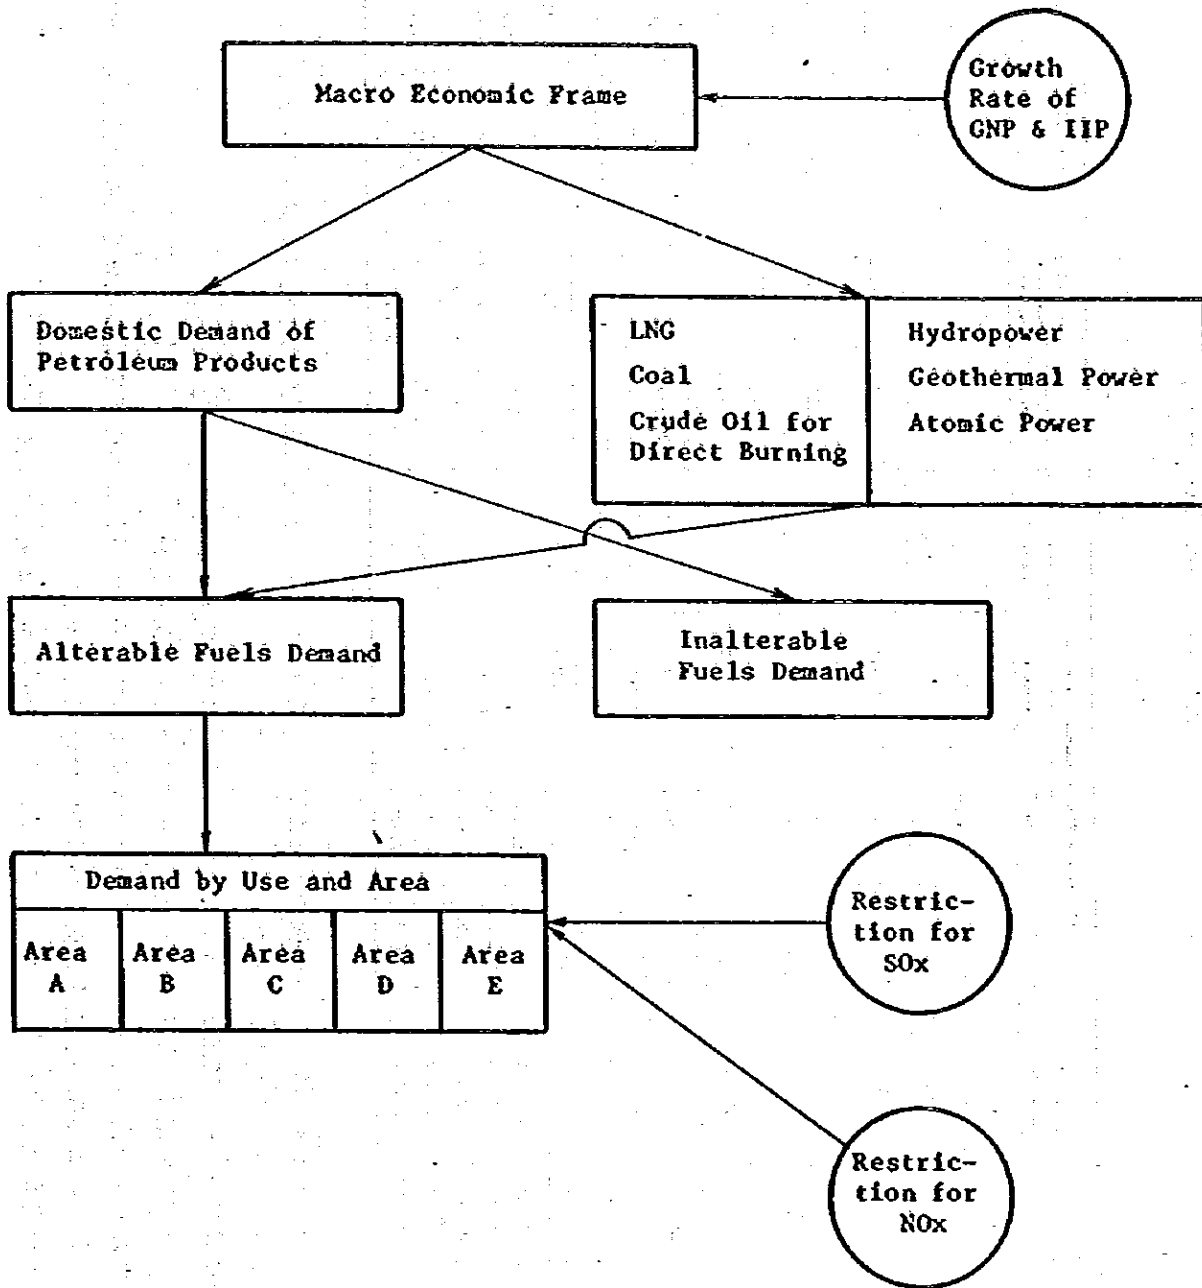 Macro Economic Frame
Growth
Rate of
GNP & IIP
Domestic Demand of
Petroleum Products
LNG
Coal
Crude Oil for
Direct Burning
Hydropower
Geothermal Power
Atomic Power
Alterable Fuels Demand
Inalterable
Fuels Demand
Demand by Use and Area
Area
A
Area
B
Area
C
Area
D
Area
E
Restric-
tion for
SOx
Restric-
tion for
NOx